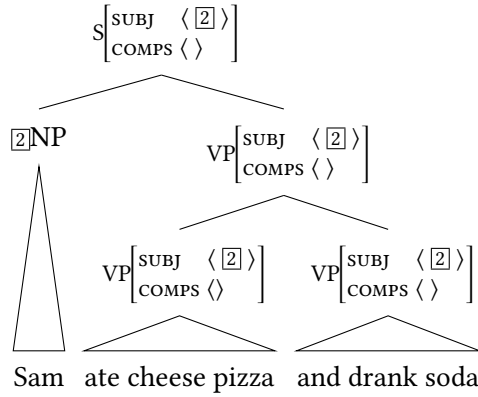 S[SUBJ ⟨ 2 ⟩
COMPS ⟨ ⟩]
2NP
VP[SUBJ ⟨ 2 ⟩
COMPS ⟨ ⟩]
VP[SUBJ ⟨ 2 ⟩
COMPS ⟨⟩]
VP[SUBJ ⟨ 2 ⟩
COMPS ⟨ ⟩]
Sam ate cheese pizza and drank soda